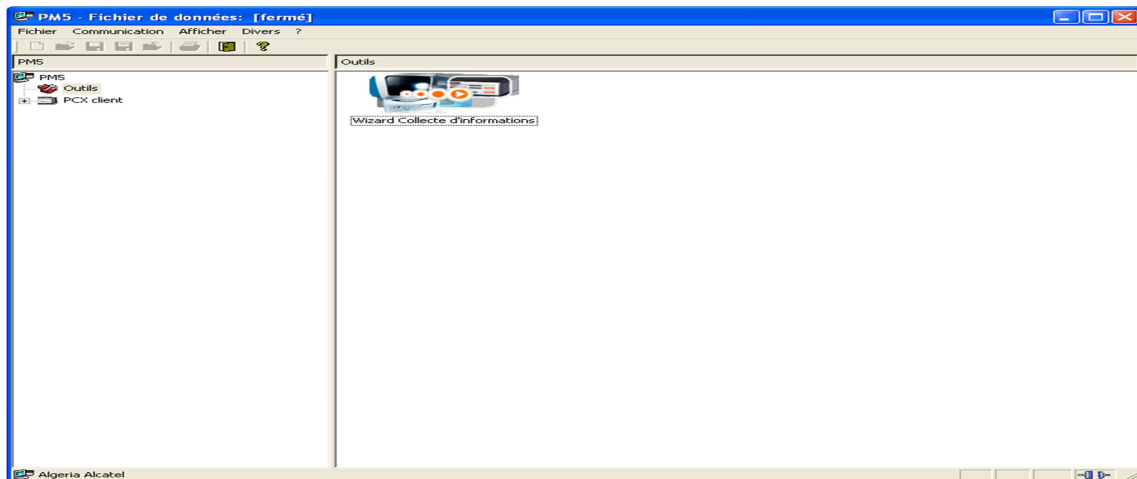 PM5 - Fichier de données: [fermé]
Fichier Communication Afficher Divers ?
PM5
Outils
PM5
Outils
PCX client
Wizard Collecte d'informations
Algeria Alcatel